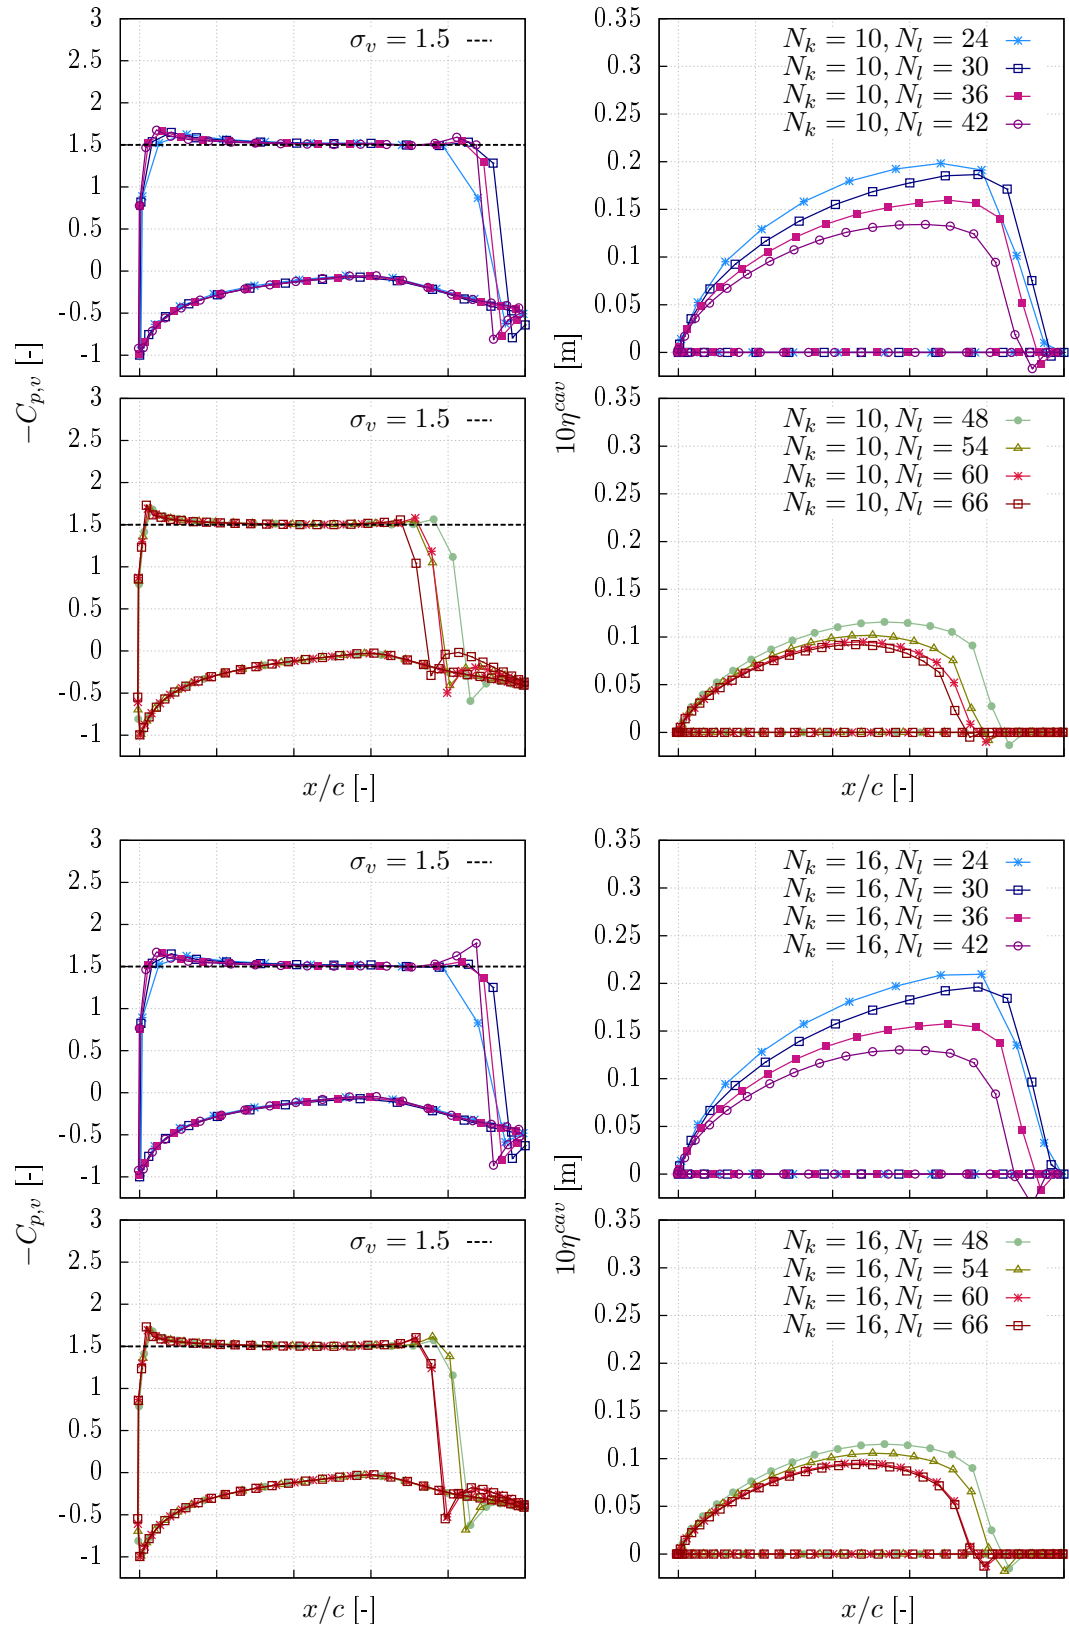 3
2.5
2
1.5
1
0.5
0
-0.5
-1
σ_v = 1.5
0.35
0.3
0.25
0.2
0.15
0.1
0.05
0
N_k = 10, N_l = 24
N_k = 10, N_l = 30
N_k = 10, N_l = 36
N_k = 10, N_l = 42
−C_{p,v} [-]
10η^{cav} [m]
3
2.5
2
1.5
1
0.5
0
-0.5
-1
σ_v = 1.5
x/c [-]
0.35
0.3
0.25
0.2
0.15
0.1
0.05
0
N_k = 10, N_l = 48
N_k = 10, N_l = 54
N_k = 10, N_l = 60
N_k = 10, N_l = 66
x/c [-]
3
2.5
2
1.5
1
0.5
0
-0.5
-1
σ_v = 1.5
0.35
0.3
0.25
0.2
0.15
0.1
0.05
0
N_k = 16, N_l = 24
N_k = 16, N_l = 30
N_k = 16, N_l = 36
N_k = 16, N_l = 42
−C_{p,v} [-]
10η^{cav} [m]
3
2.5
2
1.5
1
0.5
0
-0.5
-1
σ_v = 1.5
x/c [-]
0.35
0.3
0.25
0.2
0.15
0.1
0.05
0
N_k = 16, N_l = 48
N_k = 16, N_l = 54
N_k = 16, N_l = 60
N_k = 16, N_l = 66
x/c [-]